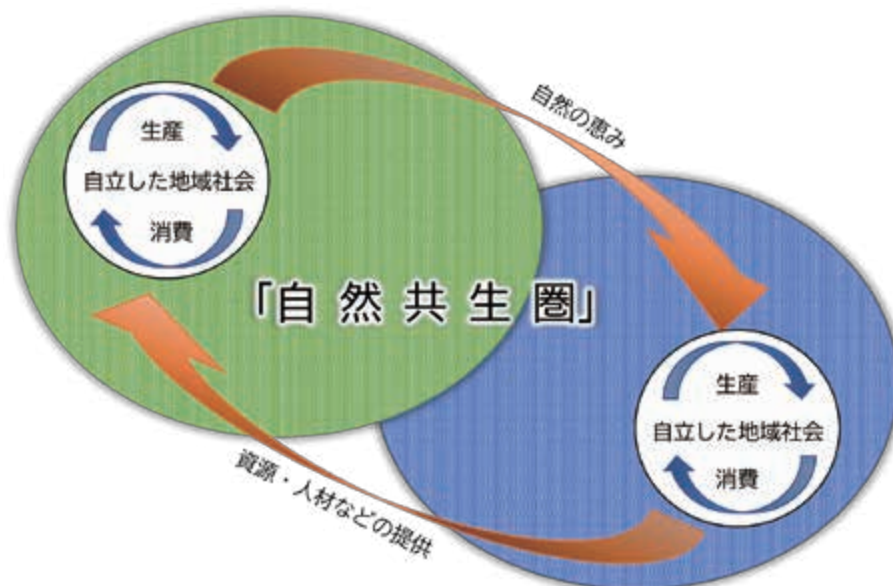 自然の恵み
生産
自立した地域社会
消費
「自然共生圏」
生産
自立した地域社会
消費
資源・人材などの提供